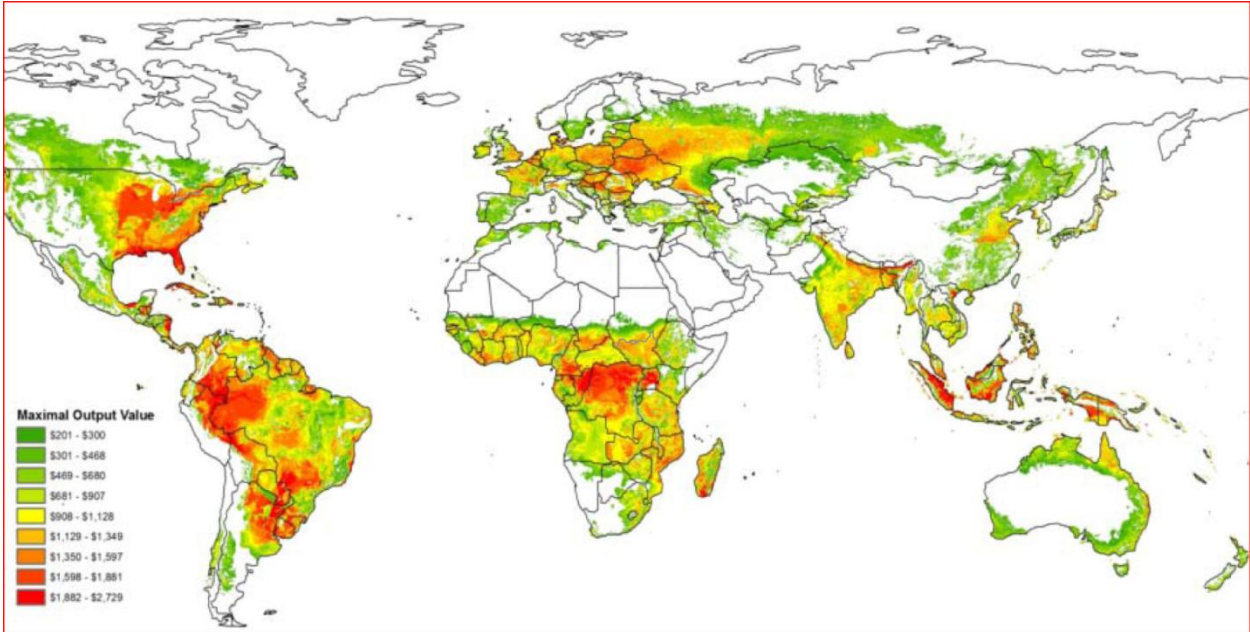 Maximal Output Value
$201 - $300
$301 - $468
$469 - $680
$681 - $907
$908 - $1,128
$1,129 - $1,349
$1,350 - $1,597
$1,598 - $1,881
$1,882 - $2,729